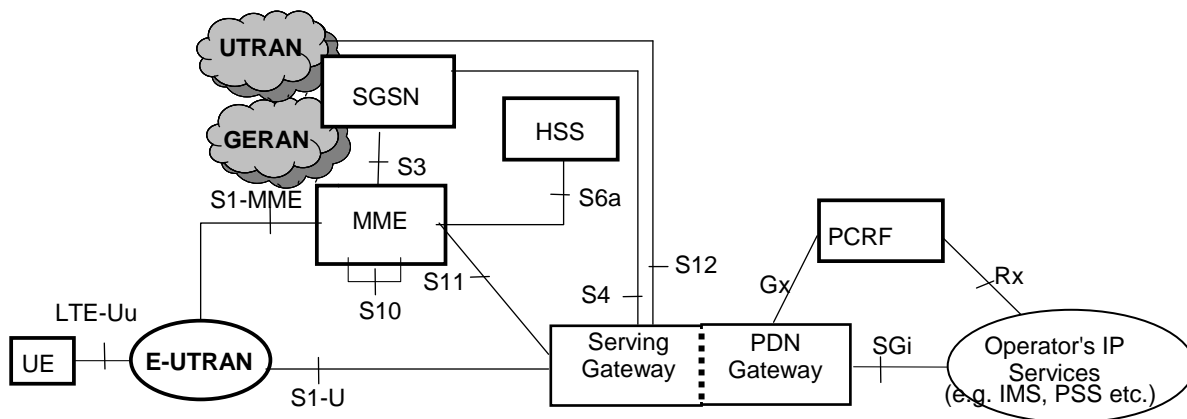 UTRAN
SGSN
GERAN
HSS
S3
S1-MME
S6a
MME
PCRF
S11
S12
S10
S4
Gx
Rx
LTE-Uu
UE
E-UTRAN
Serving
Gateway
PDN
Gateway
SGi
Operator's IP
Services
(e.g. IMS, PSS etc.)
S1-U